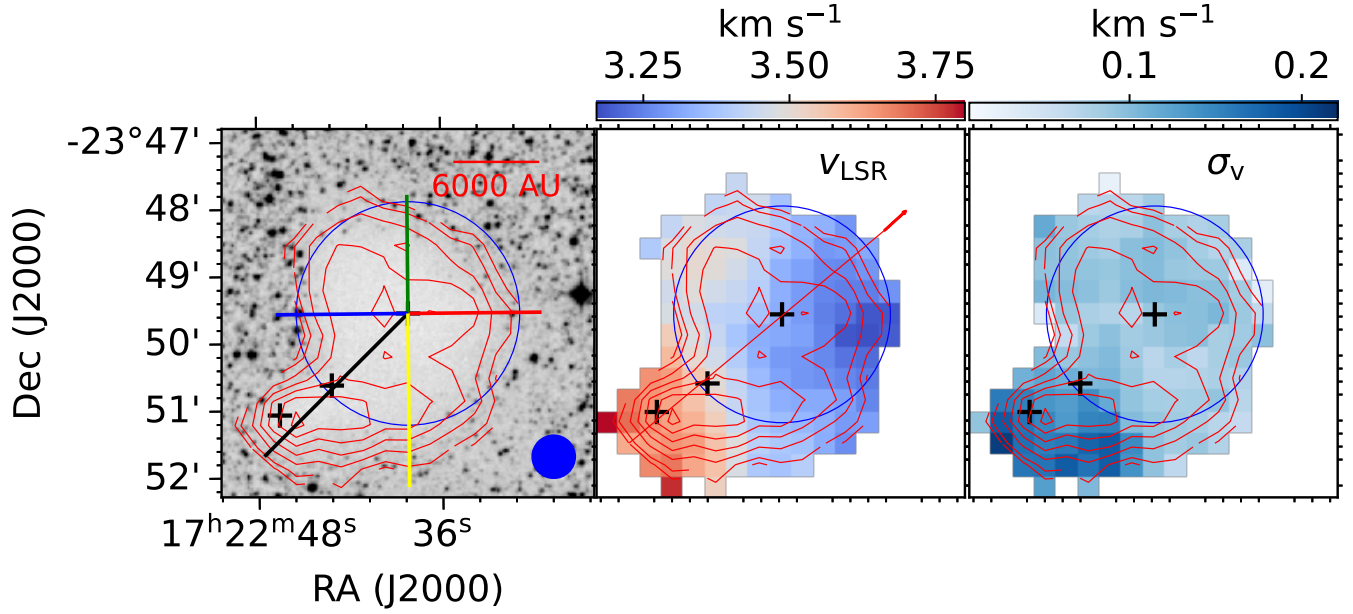 km s⁻¹
km s⁻¹
3.25 3.50 3.75
0.1 0.2
-23°47'
48'
49'
50'
51'
52'
Dec (J2000)
6000 AU
v_LSR
σ_v
17ʰ22ᵐ48ˢ 36ˢ
RA (J2000)